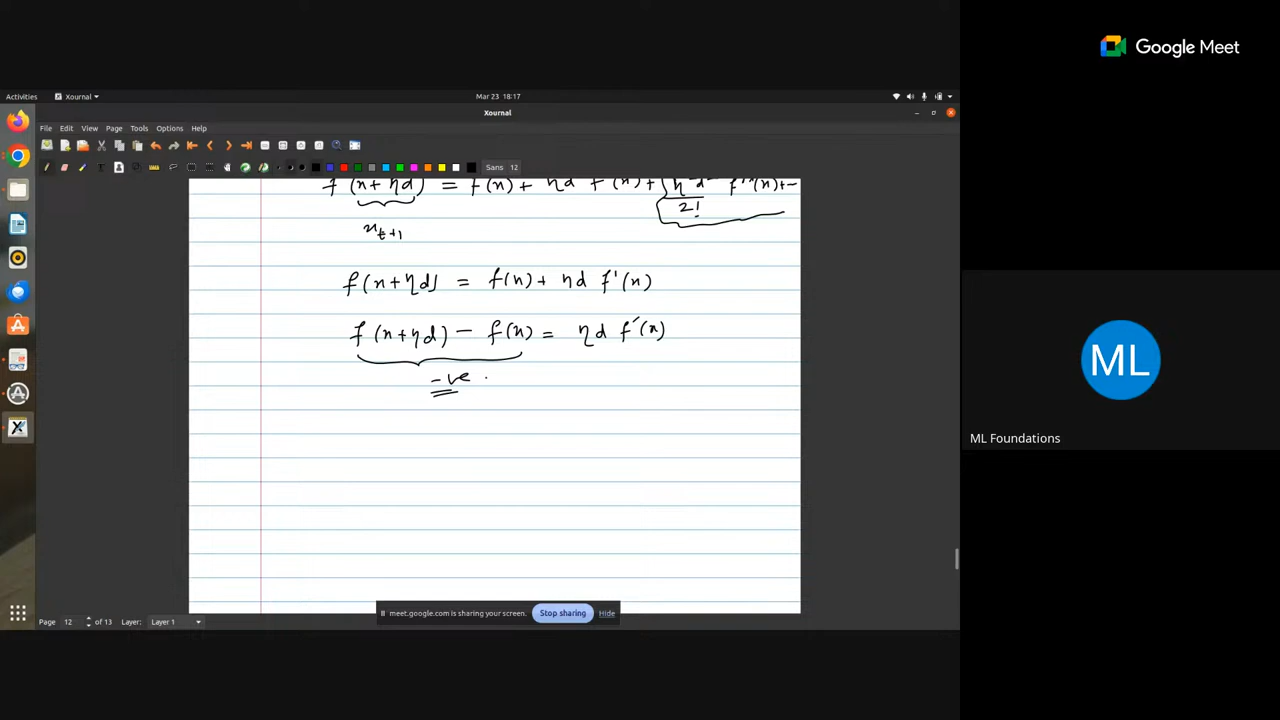 Google Meet
Activities Xournal Mar 23 18:17
Xournal
File Edit View Page Tools Options Help
Sans 12
f(x+ηd) = f(x) + ηd f'(x) + η²d² f''(x) + -
2!
x_{t+1}
f(x+ηd) = f(x) + ηd f'(x)
f(x+ηd) - f(x) = ηd f'(x)
-ve
ML
ML Foundations
meet.google.com is sharing your screen. Stop sharing Hide
Page 12 of 13 Layer: Layer 1